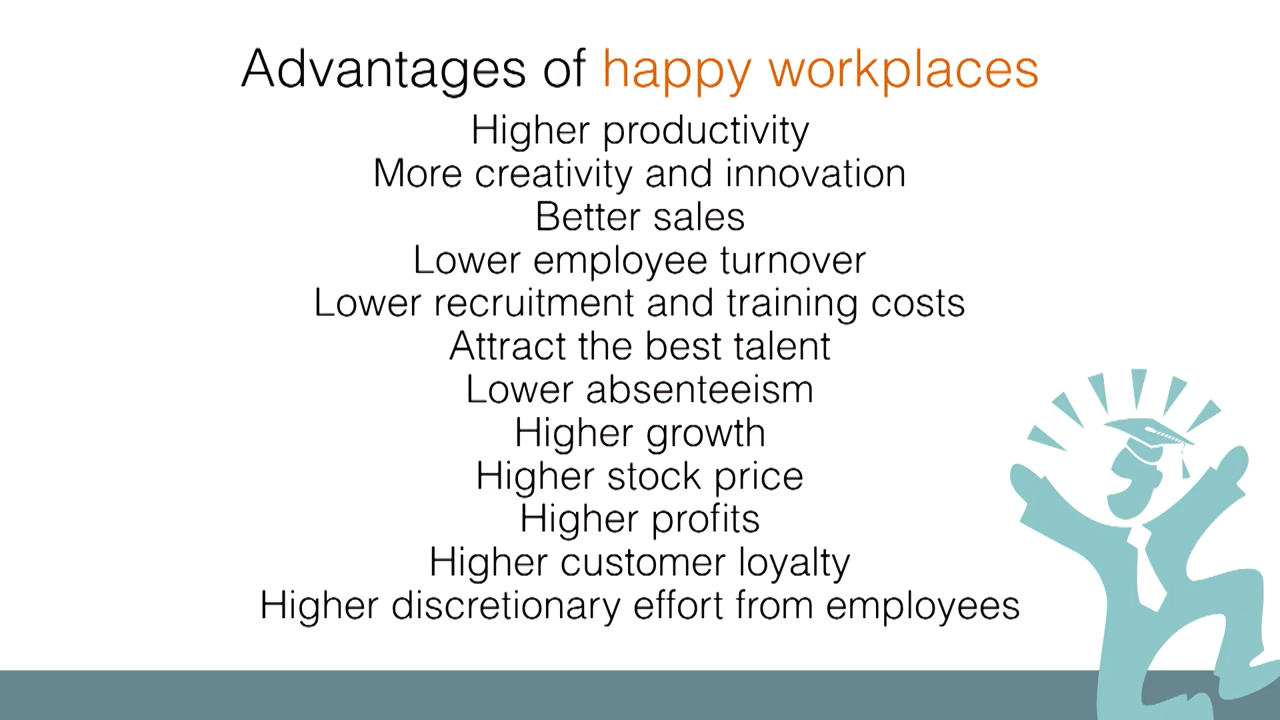 Advantages of happy workplaces
Higher productivity
More creativity and innovation
Better sales
Lower employee turnover
Lower recruitment and training costs
Attract the best talent
Lower absenteeism
Higher growth
Higher stock price
Higher profits
Higher customer loyalty
Higher discretionary effort from employees